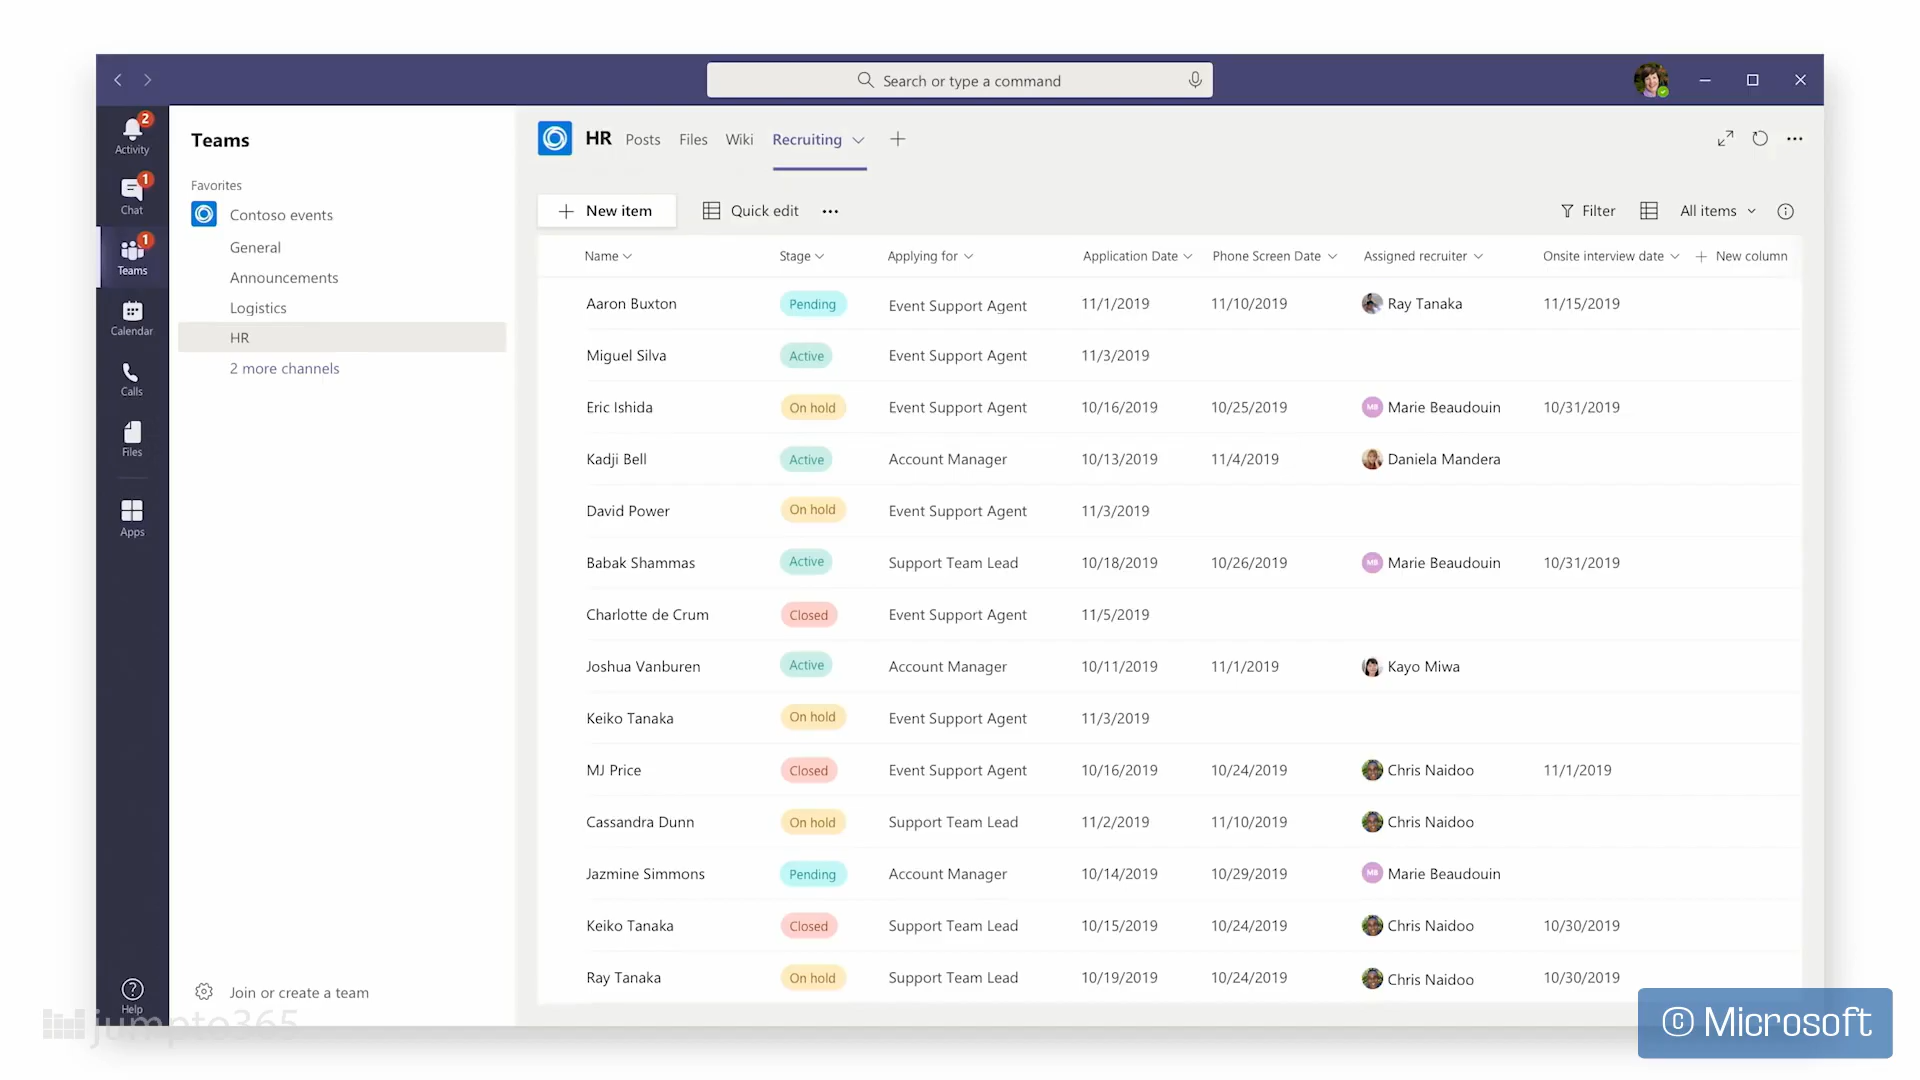 Search or type a command
2
Activity
1
Chat
1
Teams
Calendar
Calls
Files
Apps
Help
Teams
Favorites
Contoso events
General
Announcements
Logistics
HR
2 more channels
Join or create a team
HR Posts Files Wiki Recruiting
New item Quick edit Filter All items
Name Stage Applying for Application Date Phone Screen Date Assigned recruiter Onsite interview date New column
Aaron Buxton Pending Event Support Agent 11/1/2019 11/10/2019 Ray Tanaka 11/15/2019
Miguel Silva Active Event Support Agent 11/3/2019
Eric Ishida On hold Event Support Agent 10/16/2019 10/25/2019 MB Marie Beaudouin 10/31/2019
Kadji Bell Active Account Manager 10/13/2019 11/4/2019 Daniela Mandera
David Power On hold Event Support Agent 11/3/2019
Babak Shammas Active Support Team Lead 10/18/2019 10/26/2019 MB Marie Beaudouin 10/31/2019
Charlotte de Crum Closed Event Support Agent 11/5/2019
Joshua Vanburen Active Account Manager 10/11/2019 11/1/2019 Kayo Miwa
Keiko Tanaka On hold Event Support Agent 11/3/2019
MJ Price Closed Event Support Agent 10/16/2019 10/24/2019 Chris Naidoo 11/1/2019
Cassandra Dunn On hold Support Team Lead 11/2/2019 11/10/2019 Chris Naidoo
Jazmine Simmons Pending Account Manager 10/14/2019 10/29/2019 MB Marie Beaudouin
Keiko Tanaka Closed Support Team Lead 10/15/2019 10/24/2019 Chris Naidoo 10/30/2019
Ray Tanaka On hold Support Team Lead 10/19/2019 10/24/2019 Chris Naidoo 10/30/2019
jumpto365
© Microsoft